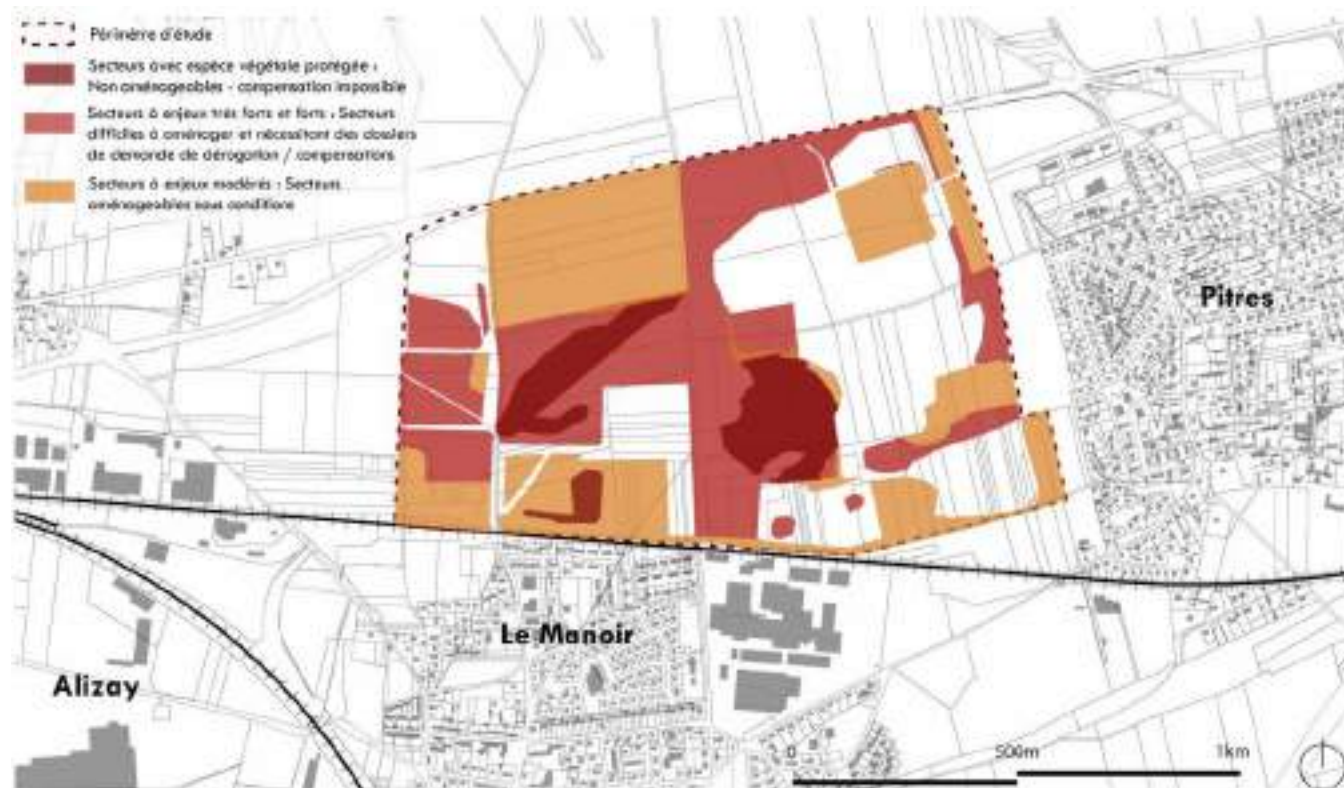 Périmètre d'étude
Secteurs avec espèce végétale protégée :
Non aménageables - compensation impossible
Secteurs à enjeux très forts et forts : Secteurs
difficiles à aménager et nécessitant des dossiers
de demande de dérogation / compensations
Secteurs à enjeux modérés : Secteurs
aménageables sous conditions
Pitres
Le Manoir
Alizay
0 500m 1km